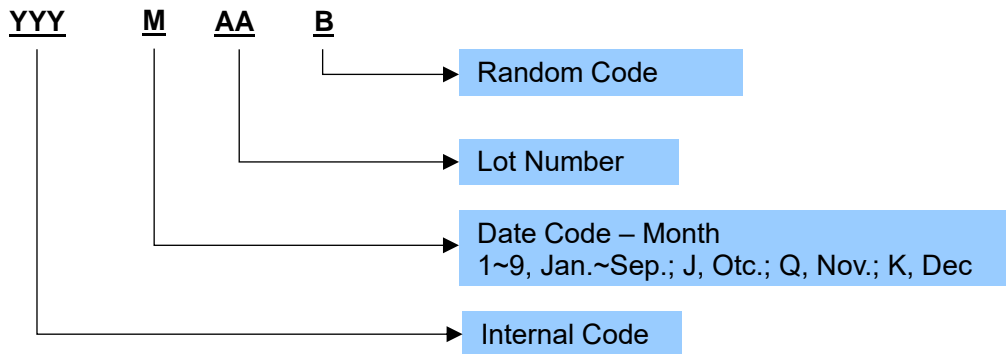 YYY M AA B
Random Code
Lot Number
Date Code – Month
1~9, Jan.~Sep.; J, Otc.; Q, Nov.; K, Dec
Internal Code